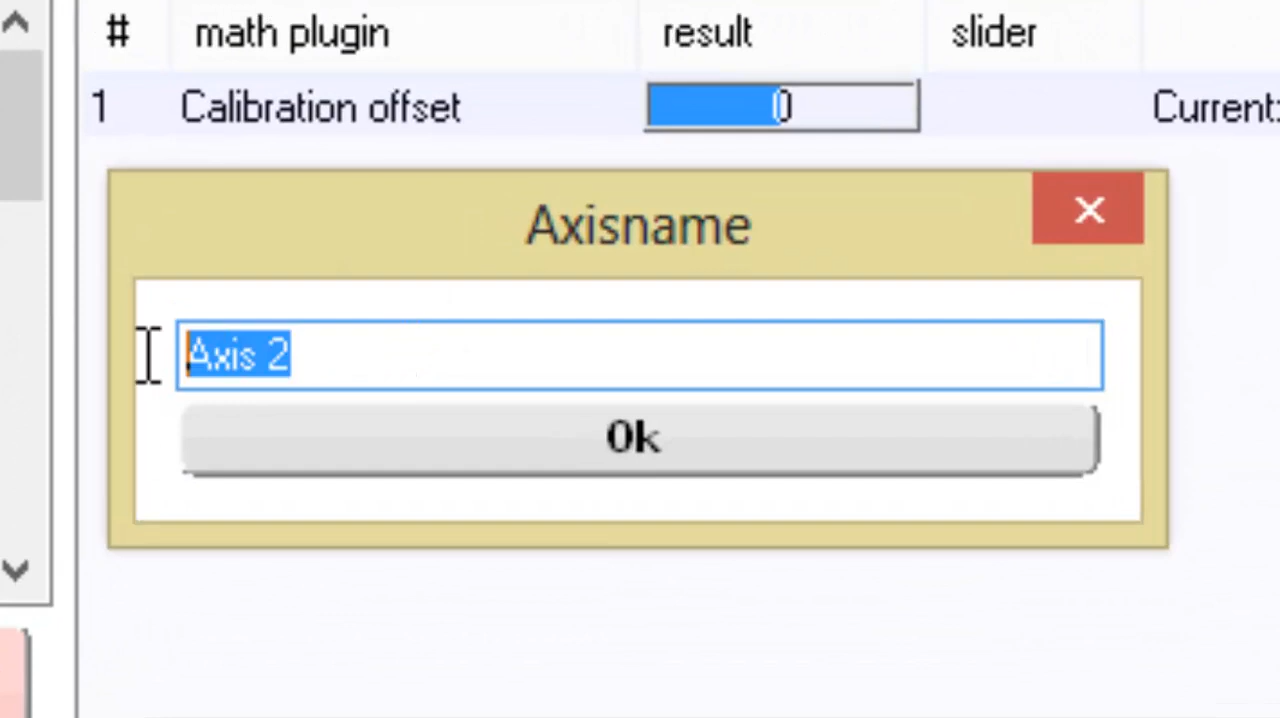 # math plugin result slider
1 Calibration offset 0 Current:
Axisname
Axis 2
Ok